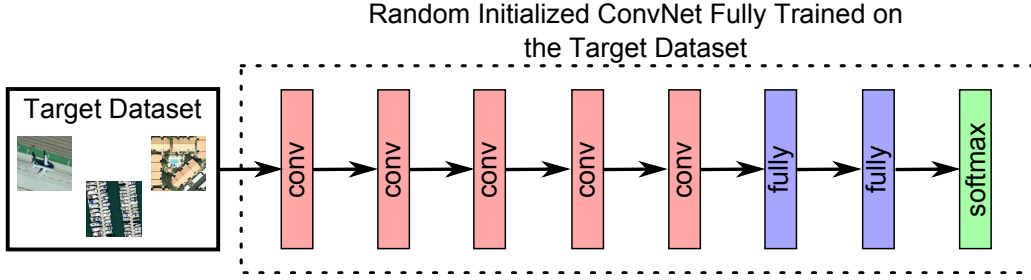 Random Initialized ConvNet Fully Trained on
the Target Dataset
Target Dataset
conv
conv
conv
conv
conv
fully
fully
softmax